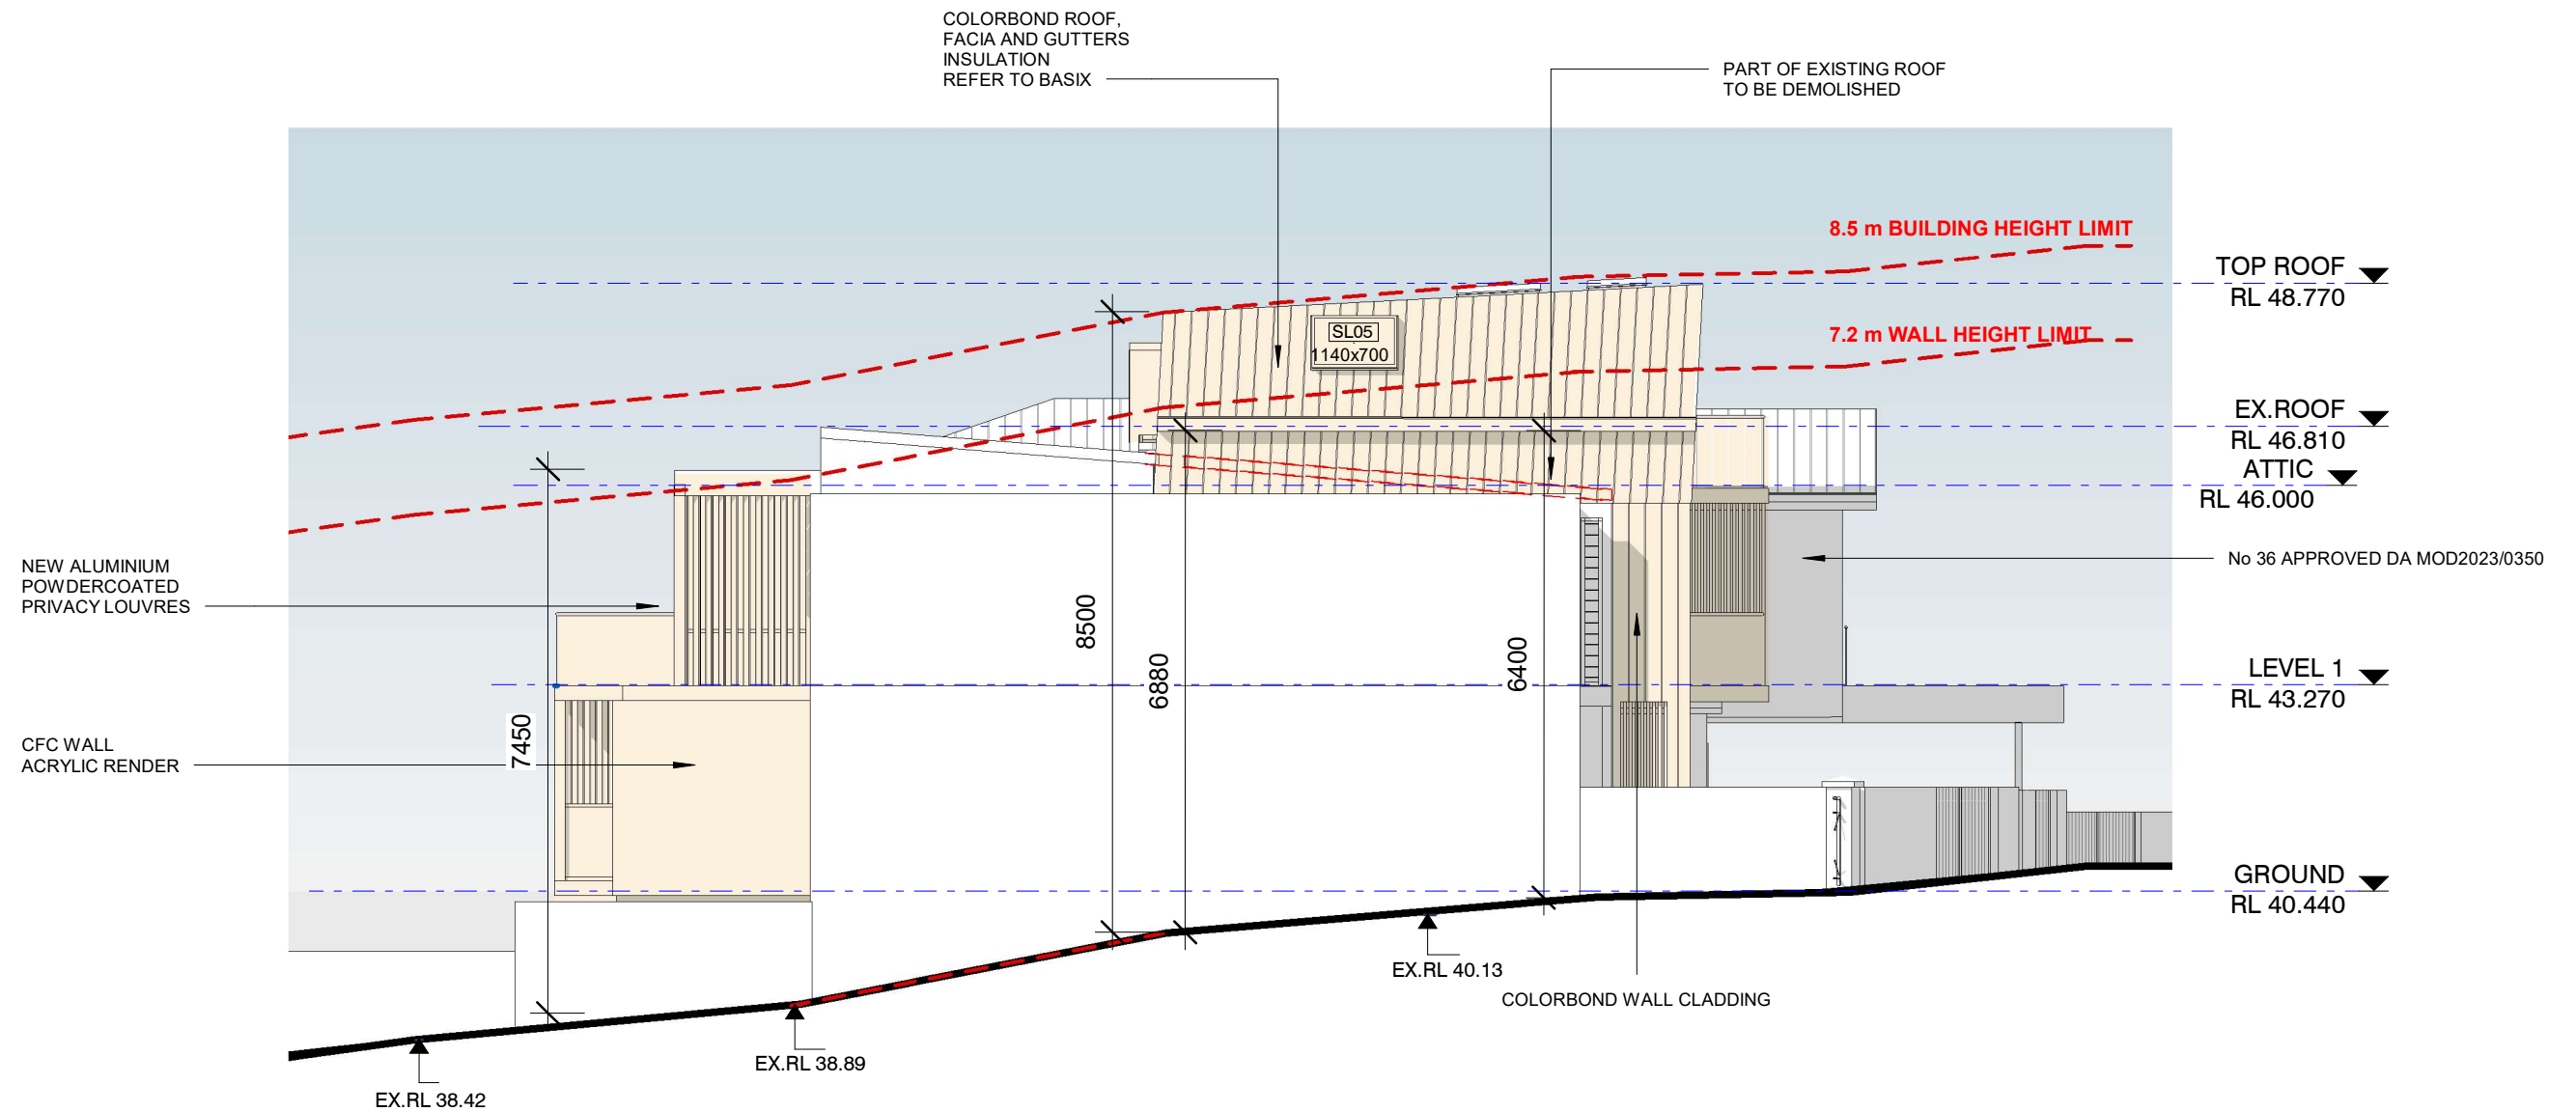 COLORBOND ROOF,
FACIA AND GUTTERS
INSULATION
REFER TO BASIX
PART OF EXISTING ROOF
TO BE DEMOLISHED
8.5 m BUILDING HEIGHT LIMIT
TOP ROOF
RL 48.770
SL05
1140x700
7.2 m WALL HEIGHT LIMIT
EX.ROOF
RL 46.810
ATTIC
RL 46.000
NEW ALUMINIUM
POWDERCOATED
PRIVACY LOUVRES
No 36 APPROVED DA MOD2023/0350
8500
6880
6400
LEVEL 1
RL 43.270
7450
CFC WALL
ACRYLIC RENDER
GROUND
RL 40.440
EX.RL 40.13
COLORBOND WALL CLADDING
EX.RL 38.89
EX.RL 38.42